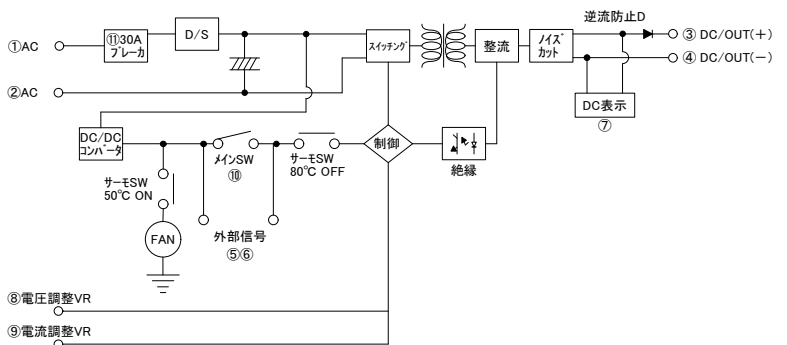 逆流防止D
①AC
⑪30A
ブレーカ
D/S
スイッチング
整流
ノイズ
カット
③ DC/OUT(+)
④ DC/OUT(−)
②AC
DC表示
⑦
DC/DC
コンバータ
メインSW
⑩
サーモSW
80℃ OFF
制御
絶縁
サーモSW
50℃ ON
FAN
外部信号
⑤⑥
⑧電圧調整VR
⑨電流調整VR